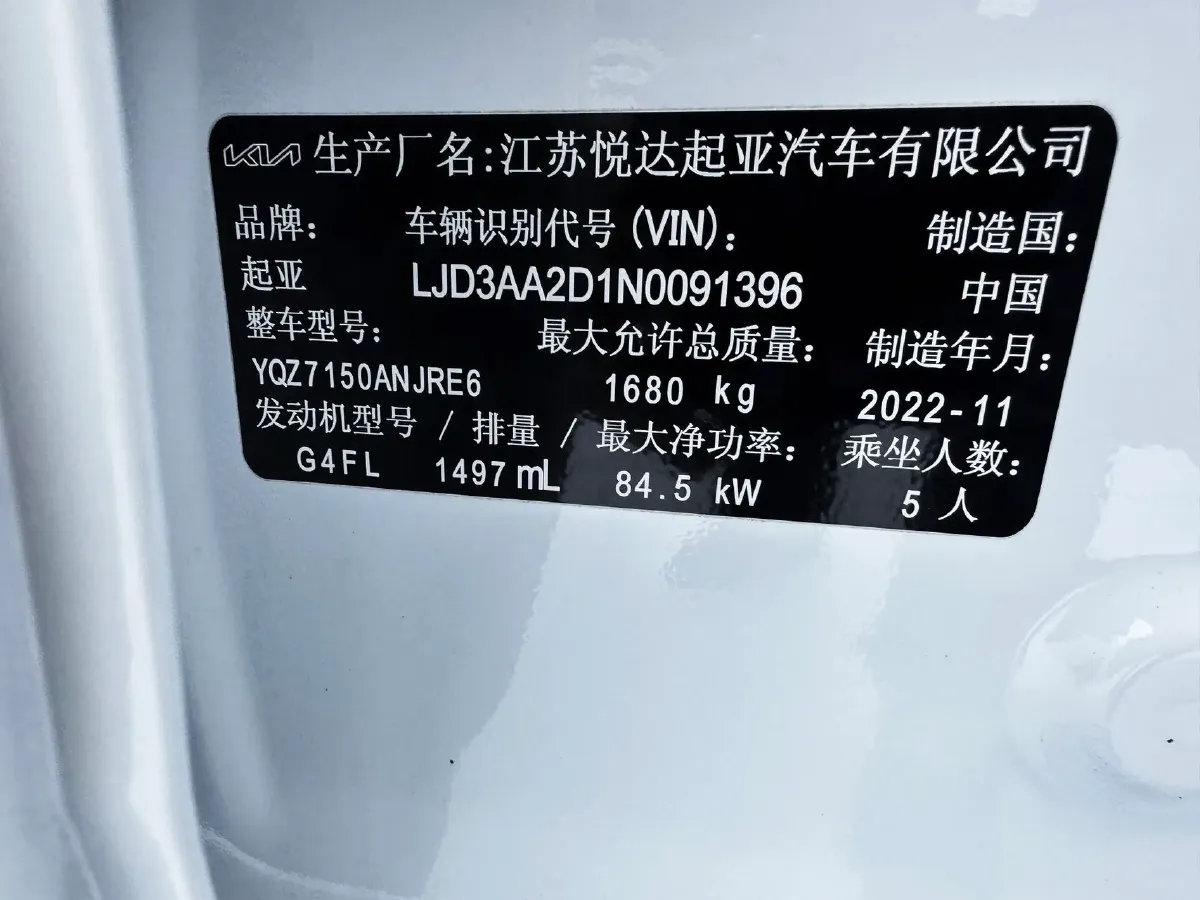 KIA 生产厂名:江苏悦达起亚汽车有限公司
品牌: 车辆识别代号(VIN): 制造国:
起亚 LJD3AA2D1N0091396 中国
整车型号: 最大允许总质量: 制造年月:
YQZ7150ANJRE6 1680 kg 2022-11
发动机型号 / 排量 / 最大净功率: 乘坐人数:
G4FL 1497 mL 84.5 kW 5 人